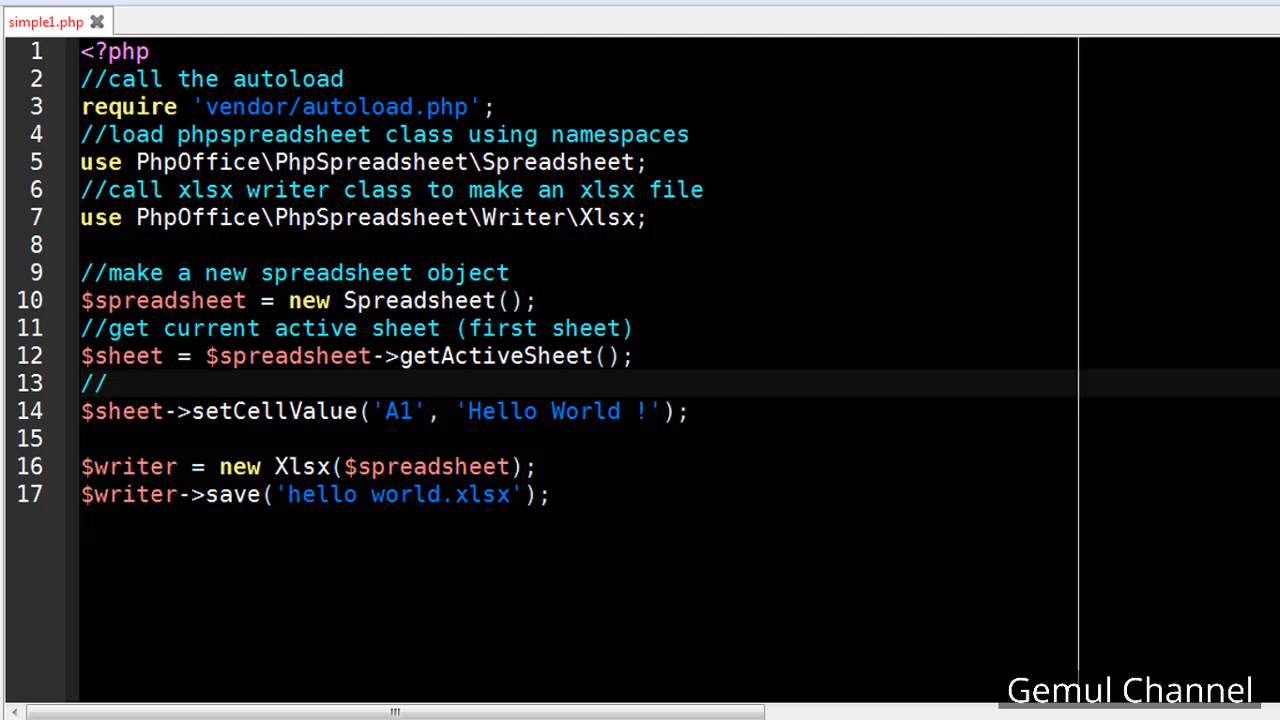 simple1.php
1 <?php
2 //call the autoload
3 require 'vendor/autoload.php';
4 //load phpspreadsheet class using namespaces
5 use PhpOffice\PhpSpreadsheet\Spreadsheet;
6 //call xlsx writer class to make an xlsx file
7 use PhpOffice\PhpSpreadsheet\Writer\Xlsx;
8
9 //make a new spreadsheet object
10 $spreadsheet = new Spreadsheet();
11 //get current active sheet (first sheet)
12 $sheet = $spreadsheet->getActiveSheet();
13 //
14 $sheet->setCellValue('A1', 'Hello World !');
15
16 $writer = new Xlsx($spreadsheet);
17 $writer->save('hello world.xlsx');
Gemul Channel